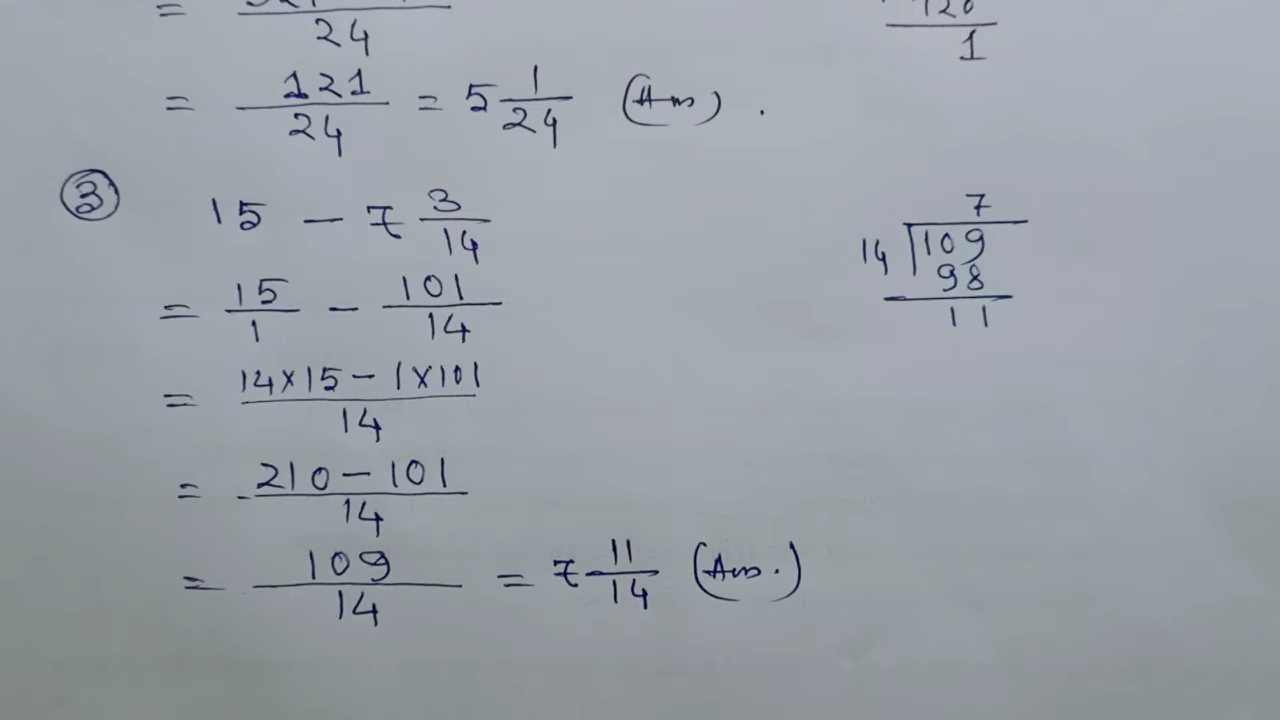 = 24
120
1
= 121/24 = 5 1/24 (Ans).
③ 15 - 7 3/14
= 15/1 - 101/14
= 14×15-1×101/14
= 210-101/14
= 109/14 = 7 11/14 (Ans.)
7
14 109
98
11